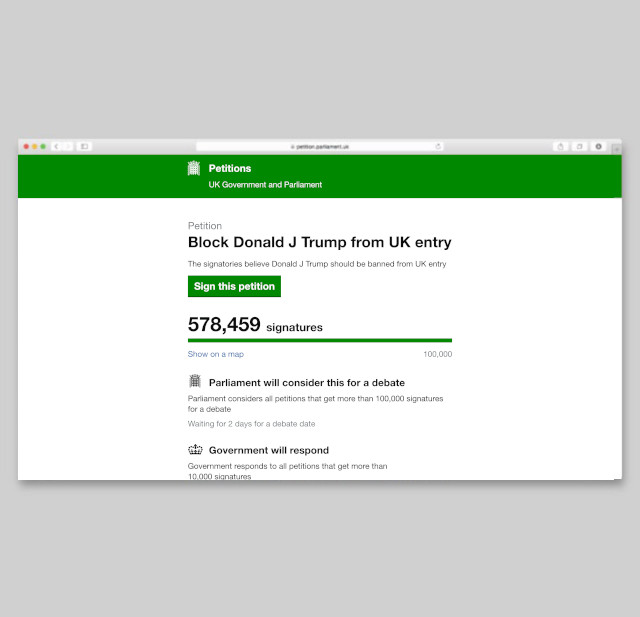 petition.parliament.uk
Petitions
UK Government and Parliament
Petition
Block Donald J Trump from UK entry
The signatories believe Donald J Trump should be banned from UK entry
Sign this petition
578,459 signatures
Show on a map 100,000
Parliament will consider this for a debate
Parliament considers all petitions that get more than 100,000 signatures
for a debate
Waiting for 2 days for a debate date
Government will respond
Government responds to all petitions that get more than
10,000 signatures